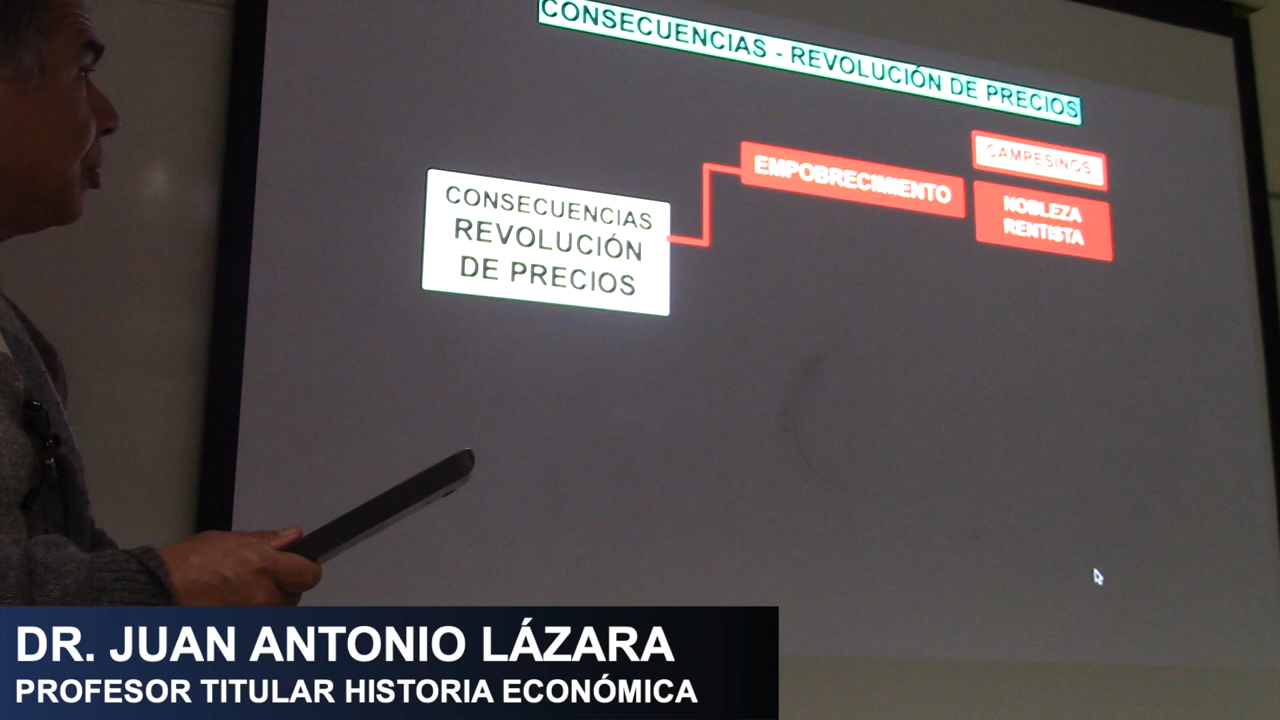 CONSECUENCIAS - REVOLUCIÓN DE PRECIOS
CAMPESINOS
EMPOBRECIMIENTO
NOBLEZA
RENTISTA
CONSECUENCIAS
REVOLUCIÓN
DE PRECIOS
DR. JUAN ANTONIO LÁZARA
PROFESOR TITULAR HISTORIA ECONÓMICA